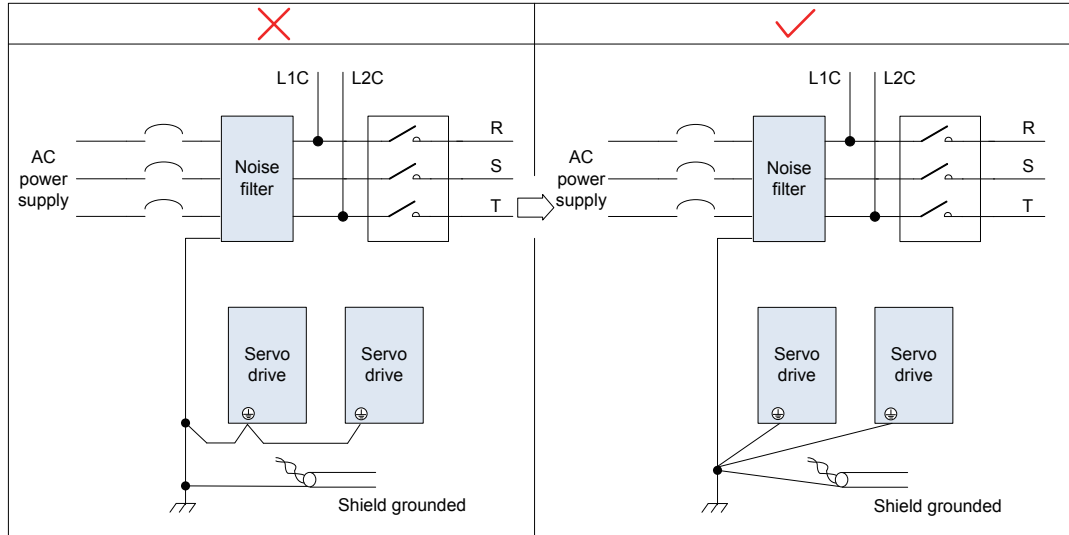 L1C L2C
AC
power
supply
Noise
filter
R
S
T
Servo
drive
Servo
drive
Shield grounded
L1C L2C
AC
power
supply
Noise
filter
R
S
T
Servo
drive
Servo
drive
Shield grounded